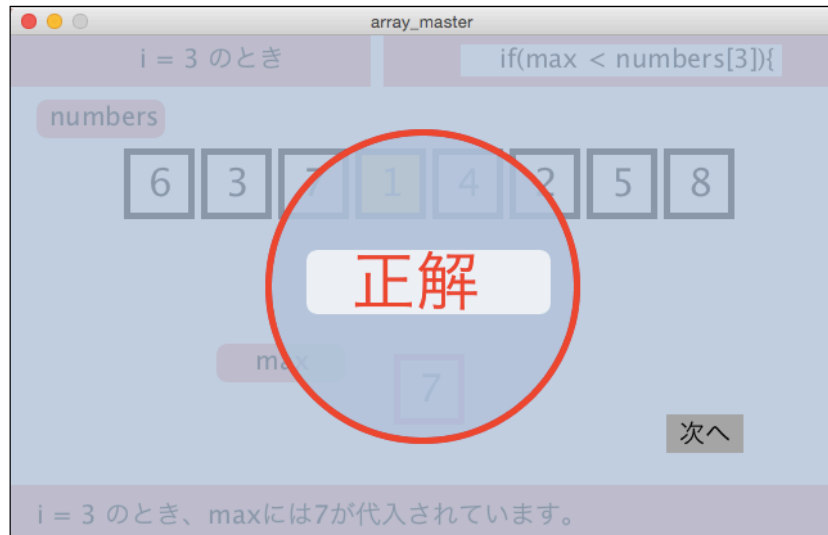 array_master
i = 3 のとき
if(max < numbers[3]){
numbers
6 3 7 1 4 2 5 8
正解
max
7
次へ
i = 3 のとき、maxには7が代入されています。